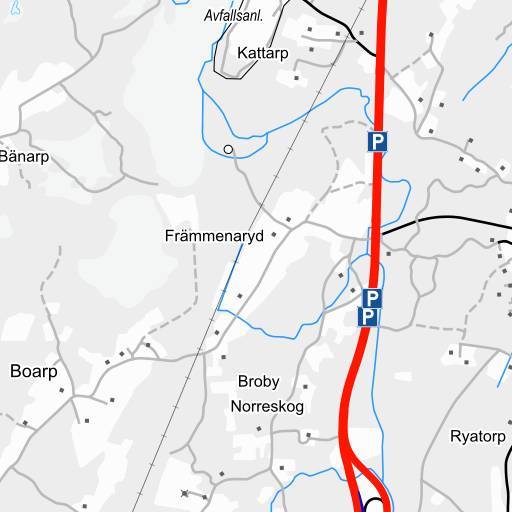 Avfallsanl.
Kattarp
P
Bänarp
Främmenaryd
P
P
Boarp
Broby
Norreskog
Ryatorp